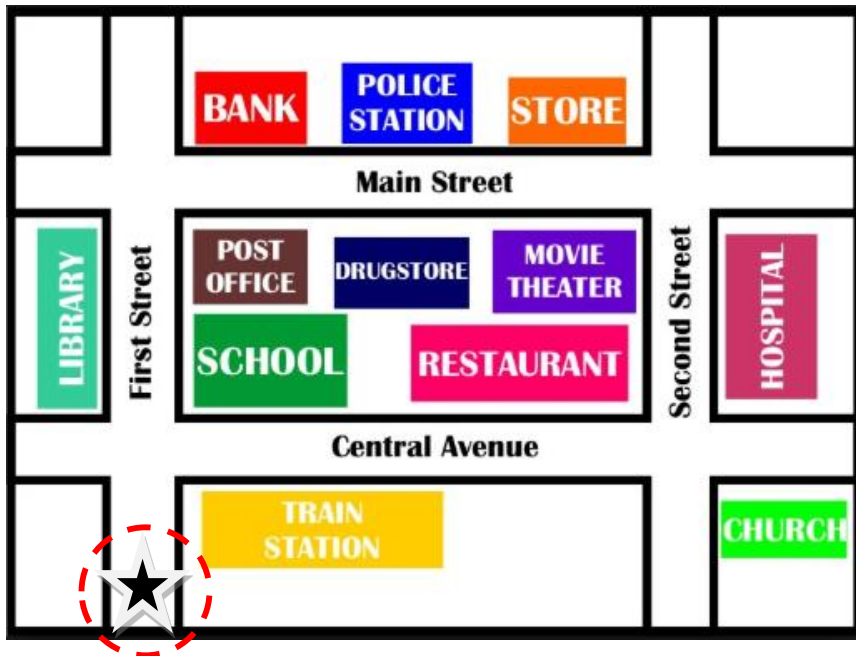 BANK
POLICE
STATION
STORE
Main Street
LIBRARY
First Street
POST
OFFICE
DRUGSTORE
MOVIE
THEATER
SCHOOL
RESTAURANT
Second Street
HOSPITAL
Central Avenue
TRAIN
STATION
CHURCH